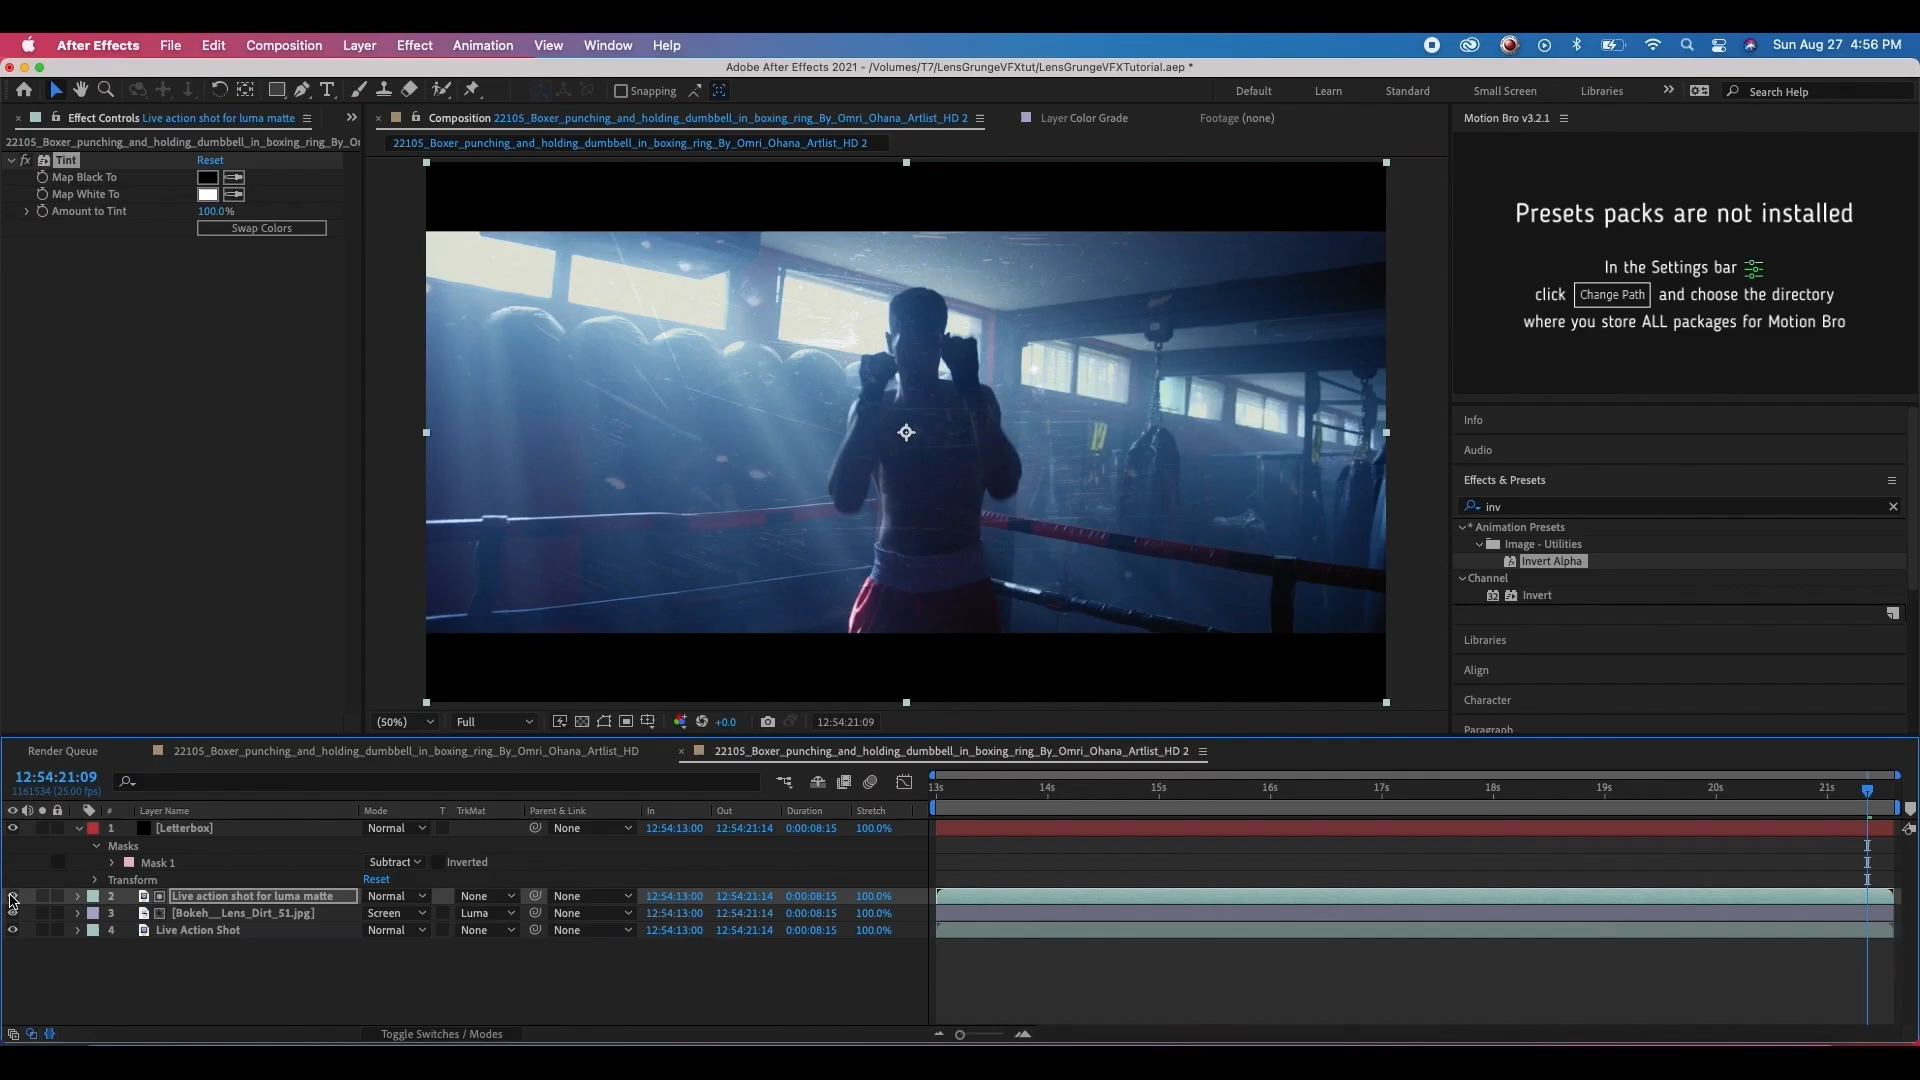 After Effects File Edit Composition Layer Effect Animation View Window Help Sun Aug 27 4:56 PM
Adobe After Effects 2021 - /Volumes/T7/LensGrungeVFXtut/LensGrungeVFXTutorial.aep *
Snapping Default Learn Standard Small Screen Libraries Search Help
Effect Controls Live action shot for luma matte
Composition 22105_Boxer_punching_and_holding_dumbbell_in_boxing_ring_By_Omri_Ohana_Artlist_HD 2 Layer Color Grade Footage (none)
Motion Bro v3.2.1
22105_Boxer_punching_and_holding_dumbbell_in_boxing_ring_By_O
22105_Boxer_punching_and_holding_dumbbell_in_boxing_ring_By_Omri_Ohana_Artlist_HD 2
fx Tint Reset
Map Black To
Map White To
Amount to Tint 100.0%
Swap Colors
Presets packs are not installed
In the Settings bar
click Change Path and choose the directory
where you store ALL packages for Motion Bro
Info
Audio
Effects & Presets
inv
* Animation Presets
Image - Utilities
Invert Alpha
Channel
32 Invert
Libraries
Align
Character
Paragraph
(50%) Full +0.0 12:54:21:09
Render Queue 22105_Boxer_punching_and_holding_dumbbell_in_boxing_ring_By_Omri_Ohana_Artlist_HD 22105_Boxer_punching_and_holding_dumbbell_in_boxing_ring_By_Omri_Ohana_Artlist_HD 2
12:54:21:09
1161534 (25.00 fps)
13s 14s 15s 16s 17s 18s 19s 20s 21s
# Layer Name Mode T TrkMat Parent & Link In Out Duration Stretch
1 [Letterbox] Normal None 12:54:13:00 12:54:21:14 0:00:08:15 100.0%
Masks
Mask 1 Subtract Inverted
Transform Reset
2 Live action shot for luma matte Normal None None 12:54:13:00 12:54:21:14 0:00:08:15 100.0%
3 [Bokeh__Lens_Dirt_51.jpg] Screen Luma None 12:54:13:00 12:54:21:14 0:00:08:15 100.0%
4 Live Action Shot Normal None None 12:54:13:00 12:54:21:14 0:00:08:15 100.0%
Toggle Switches / Modes